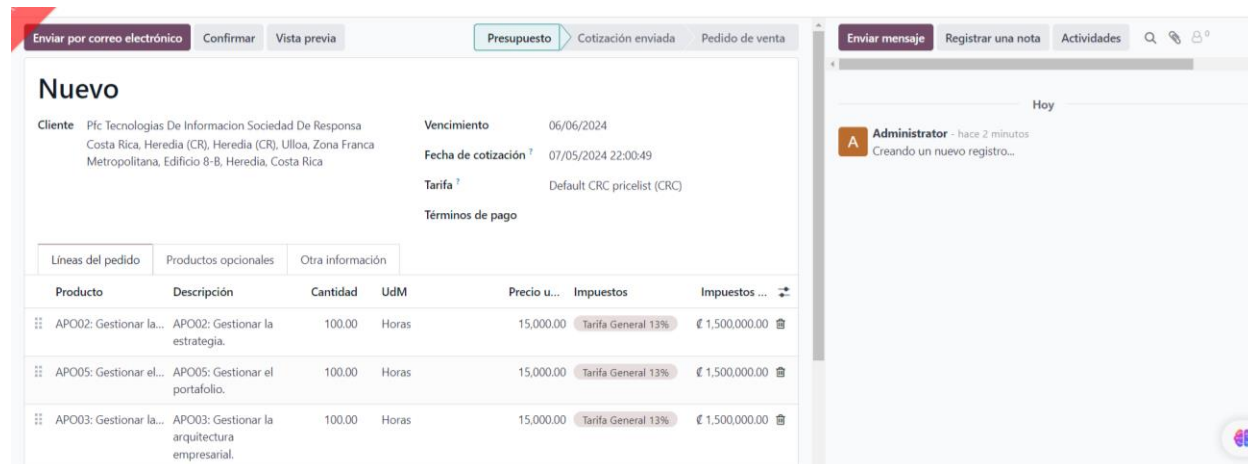 Enviar por correo electrónico Confirmar Vista previa Presupuesto Cotización enviada Pedido de venta
Nuevo
Cliente Pfc Tecnologias De Informacion Sociedad De Responsa
Costa Rica, Heredia (CR), Heredia (CR), Ulloa, Zona Franca
Metropolitana, Edificio 8-B, Heredia, Costa Rica
Vencimiento 06/06/2024
Fecha de cotización ? 07/05/2024 22:00:49
Tarifa ? Default CRC pricelist (CRC)
Términos de pago
Líneas del pedido Productos opcionales Otra información
Producto Descripción Cantidad UdM Precio u... Impuestos Impuestos ...
APO02: Gestionar la... APO02: Gestionar la 100.00 Horas 15,000.00 Tarifa General 13% ₡ 1,500,000.00
estrategia.
APO05: Gestionar el... APO05: Gestionar el 100.00 Horas 15,000.00 Tarifa General 13% ₡ 1,500,000.00
portafolio.
APO03: Gestionar la... APO03: Gestionar la 100.00 Horas 15,000.00 Tarifa General 13% ₡ 1,500,000.00
arquitectura
empresarial.
Enviar mensaje Registrar una nota Actividades 0
Hoy
A
Administrator - hace 2 minutos
Creando un nuevo registro...